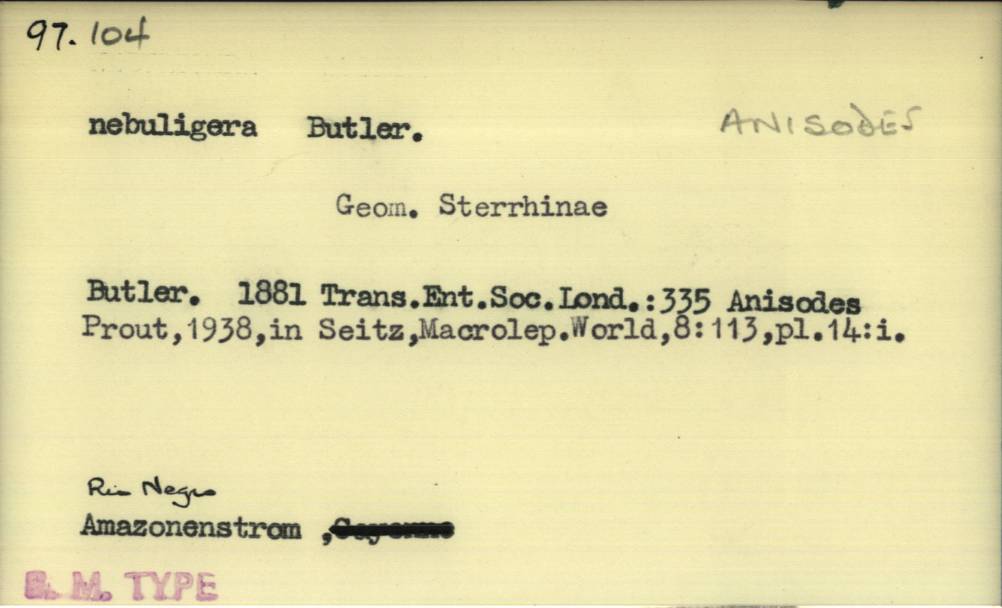 97.104
nebuligera Butler. ANISODES
Geom. Sterrhinae
Butler. 1881 Trans.Ent.Soc.Lond.:335 Anisodes
Prout,1938,in Seitz,Macrolep.World,8:113,pl.14:i.
Rio Negro
Amazonenstrom ,Cayenne
B. M. TYPE